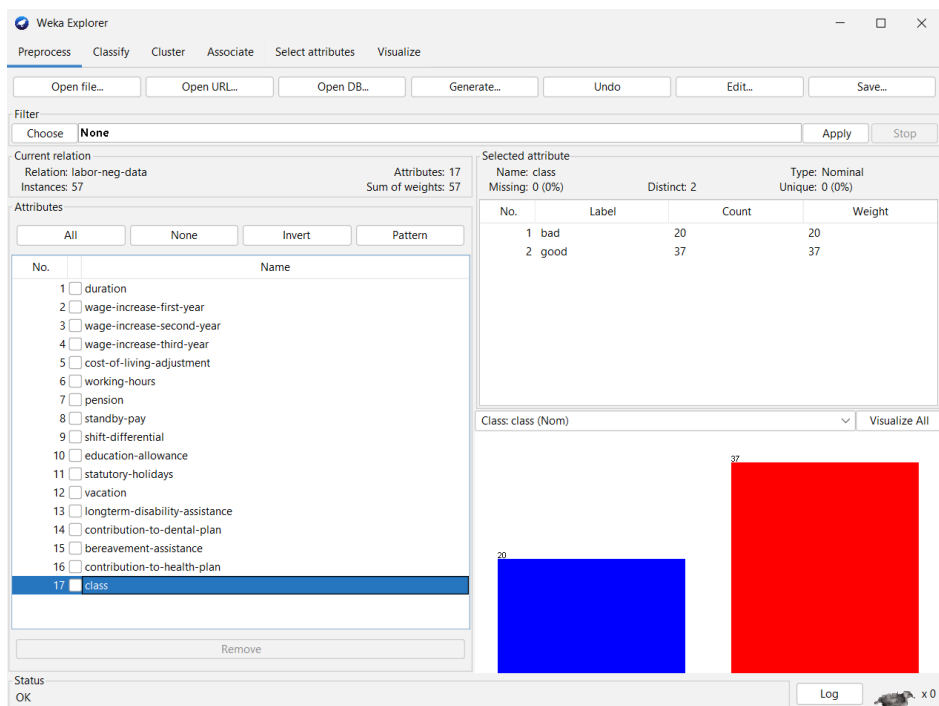 Weka Explorer
Preprocess Classify Cluster Associate Select attributes Visualize
Open file... Open URL... Open DB... Generate... Undo Edit... Save...
Filter
Choose None Apply Stop
Current relation
Relation: labor-neg-data Attributes: 17
Instances: 57 Sum of weights: 57
Attributes
All None Invert Pattern
No. Name
1 duration
2 wage-increase-first-year
3 wage-increase-second-year
4 wage-increase-third-year
5 cost-of-living-adjustment
6 working-hours
7 pension
8 standby-pay
9 shift-differential
10 education-allowance
11 statutory-holidays
12 vacation
13 longterm-disability-assistance
14 contribution-to-dental-plan
15 bereavement-assistance
16 contribution-to-health-plan
17 class
Remove
Selected attribute
Name: class Type: Nominal
Missing: 0 (0%) Distinct: 2 Unique: 0 (0%)
No. Label Count Weight
1 bad 20 20
2 good 37 37
Class: class (Nom) Visualize All
37
20
Status
OK
Log x 0